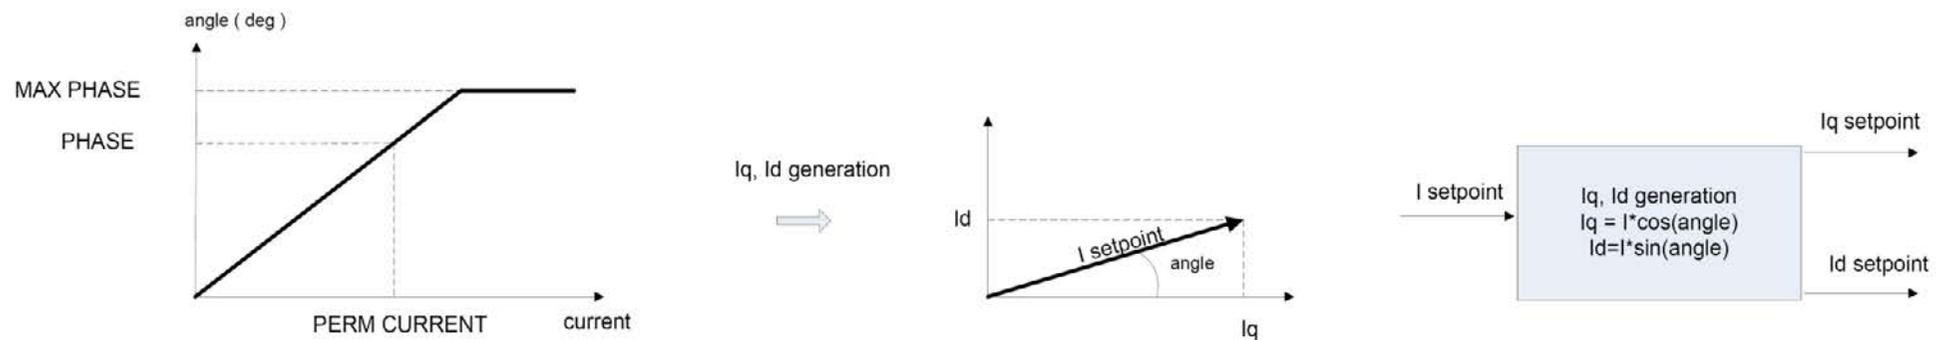 angle ( deg )
MAX PHASE
PHASE
PERM CURRENT
current
Iq, Id generation
Id
I setpoint
angle
Iq
I setpoint
Iq, Id generation
Iq = I*cos(angle)
Id=I*sin(angle)
Iq setpoint
Id setpoint